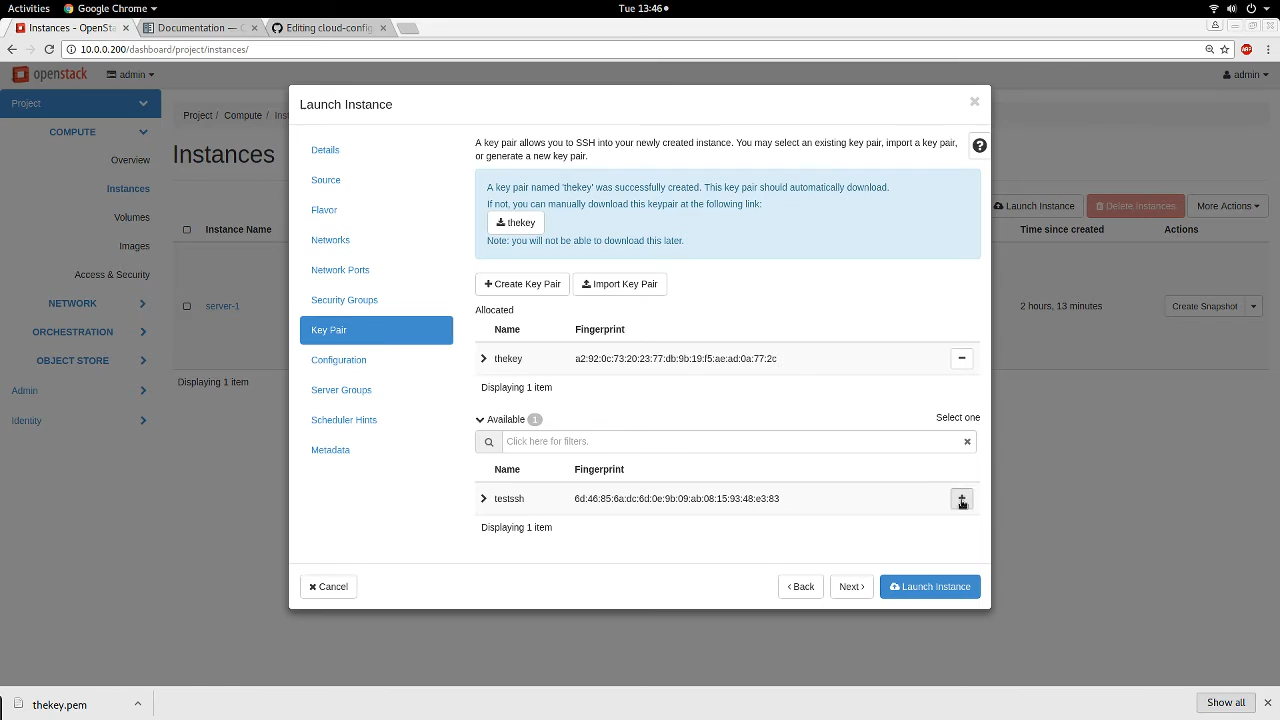 Activities
Google Chrome
Tue 13:46
Instances - OpenSta
Documentation — C
Editing cloud-config
10.0.0.200/dashboard/project/instances/
ABP
openstack
admin
admin
Project
COMPUTE
Overview
Instances
Volumes
Images
Access & Security
NETWORK
ORCHESTRATION
OBJECT STORE
Admin
Identity
Project / Compute / Inst
Instances
Launch Instance
Delete Instances
More Actions
Instance Name
Time since created
Actions
server-1
2 hours, 13 minutes
Create Snapshot
Displaying 1 item
Launch Instance
Details
Source
Flavor
Networks
Network Ports
Security Groups
Key Pair
Configuration
Server Groups
Scheduler Hints
Metadata
A key pair allows you to SSH into your newly created instance. You may select an existing key pair, import a key pair,
or generate a new key pair.
A key pair named 'thekey' was successfully created. This key pair should automatically download.
If not, you can manually download this keypair at the following link:
thekey
Note: you will not be able to download this later.
Create Key Pair
Import Key Pair
Allocated
Name Fingerprint
thekey a2:92:0c:73:20:23:77:db:9b:19:f5:ae:ad:0a:77:2c
Displaying 1 item
Available 1
Select one
Click here for filters.
Name Fingerprint
testssh 6d:46:85:6a:dc:6d:0e:9b:09:ab:08:15:93:48:e3:83
Displaying 1 item
Cancel
Back
Next
Launch Instance
thekey.pem
Show all